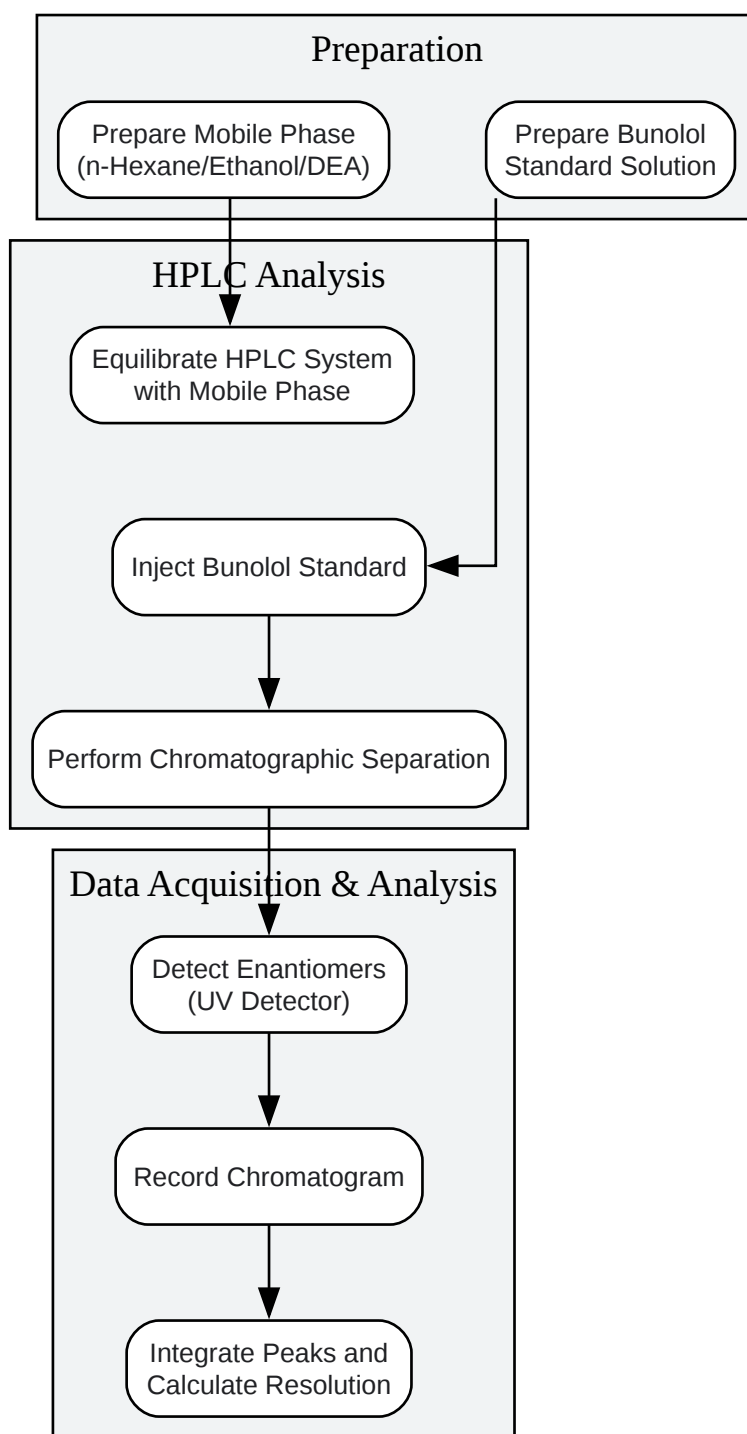 Preparation
Prepare Mobile Phase
(n-Hexane/Ethanol/DEA)
Prepare Bunolol
Standard Solution
HPLC Analysis
Equilibrate HPLC System
with Mobile Phase
Inject Bunolol Standard
Perform Chromatographic Separation
Data Acquisition & Analysis
Detect Enantiomers
(UV Detector)
Record Chromatogram
Integrate Peaks and
Calculate Resolution